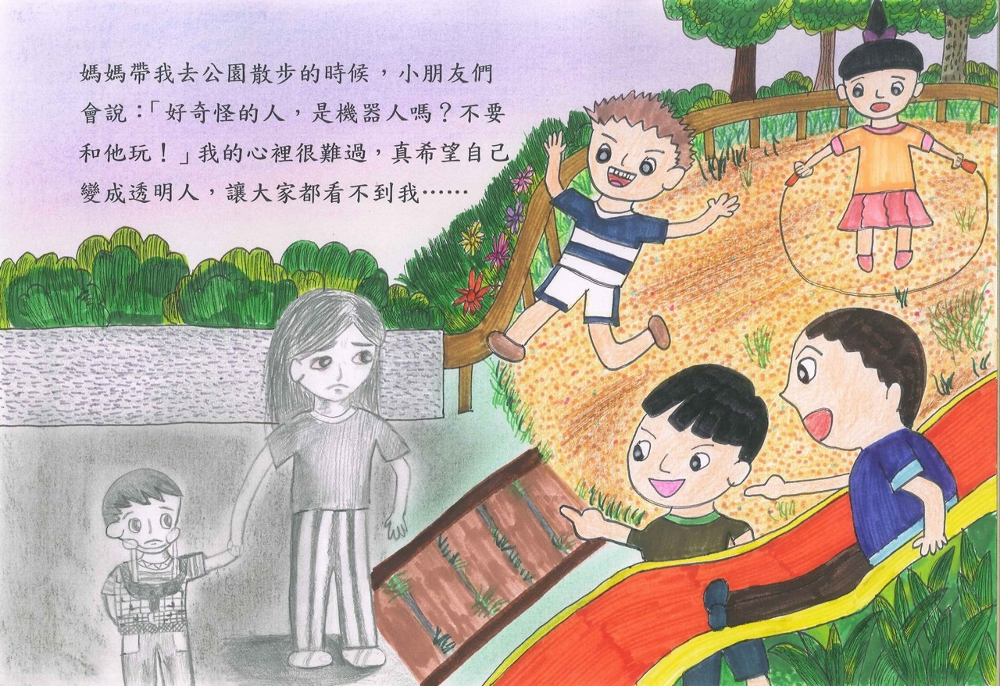 媽媽帶我去公園散步的時候，小朋友們
會說：「好奇怪的人，是機器人嗎？不要
和他玩！」我的心裡很難過，真希望自己
變成透明人，讓大家都看不到我⋯⋯